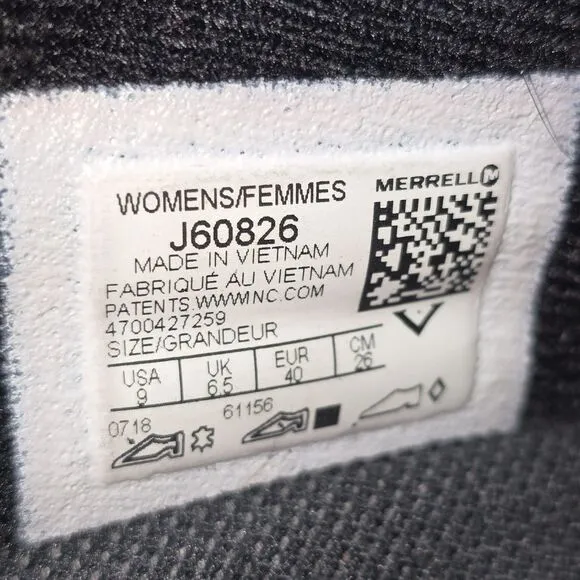 WOMENS/FEMMES
MERRELL
J60826
MADE IN VIETNAM
FABRIQUÉ AU VIETNAM
PATENTS.WWWMNC.COM
4700427259
SIZE/GRANDEUR
USA UK EUR CM
9 6.5 40 26
0718 61156